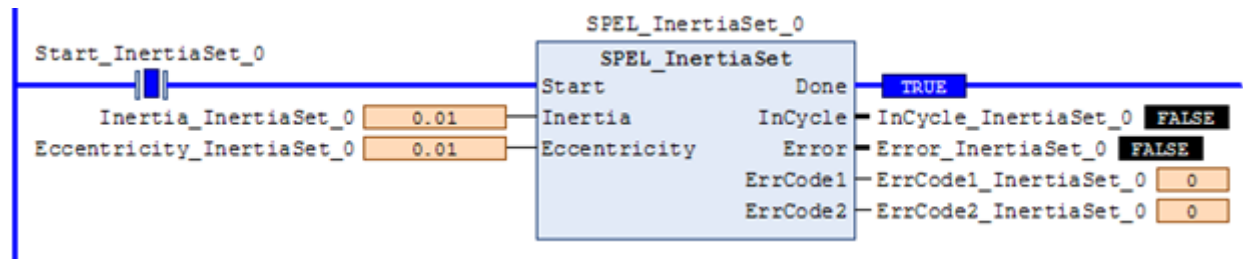 SPEL_InertiaSet_0
Start_InertiaSet_0
SPEL_InertiaSet
Start Done TRUE
Inertia_InertiaSet_0 0.01 Inertia InCycle InCycle_InertiaSet_0 FALSE
Eccentricity_InertiaSet_0 0.01 Eccentricity Error Error_InertiaSet_0 FALSE
ErrCode1 ErrCode1_InertiaSet_0 0
ErrCode2 ErrCode2_InertiaSet_0 0